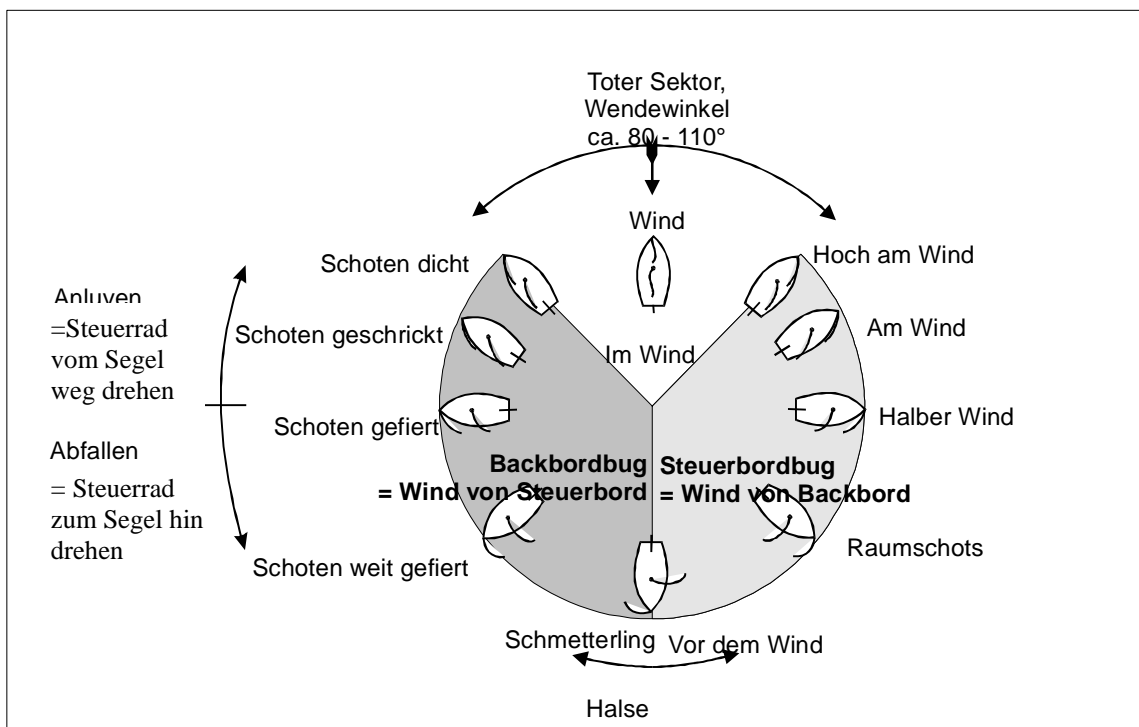 Toter Sektor,
Wendewinkel
ca. 80 - 110°
Wind
Schoten dicht
Hoch am Wind
Anluven
=Steuerrad
vom Segel
weg drehen
Schoten geschrickt
Im Wind
Am Wind
Schoten gefiert
Halber Wind
Abfallen
= Steuerrad
zum Segel hin
drehen
Backbordbug
= Wind von Steuerbord
Steuerbordbug
= Wind von Backbord
Schoten weit gefiert
Raumschots
Schmetterling
Vor dem Wind
Halse